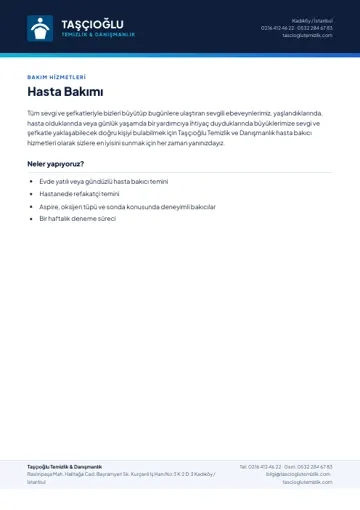 TAŞÇIOĞLU
TEMİZLİK & DANIŞMANLIK
Kadıköy / İstanbul
0216 412 46 22 · 0532 284 67 83
tascioglutemizlik.com
BAKIM HİZMETLERİ
Hasta Bakımı
Tüm sevgi ve şefkatleriyle bizleri büyütüp bugünlere ulaştıran sevgili ebeveynlerimiz, yaşlandıklarında,
hasta olduklarında veya günlük yaşamda bir yardımcıya ihtiyaç duyduklarında büyüklerimize sevgi ve
şefkatle yaklaşabilecek doğru kişiyi bulabilmek için Taşçıoğlu Temizlik ve Danışmanlık hasta bakıcı
hizmetleri olarak sizlere en iyisini sunmak için her zaman yanınızdayız.
Neler yapıyoruz?
• Evde yatılı veya gündüzlü hasta bakıcı temini
• Hastanede refakatçi temini
• Aspire, oksijen tüpü ve sonda konusunda deneyimli bakıcılar
• Bir haftalık deneme süreci
Taşçıoğlu Temizlik & Danışmanlık
Rasimpaşa Mah. Halitağa Cad. Bayramyeri Sk. Kurçenli İş Hanı No:3 K:2 D:3 Kadıköy /
İstanbul
Tel: 0216 412 46 22 · Gsm: 0532 284 67 83
bilgi@tascioglutemizlik.com ·
tascioglutemizlik.com